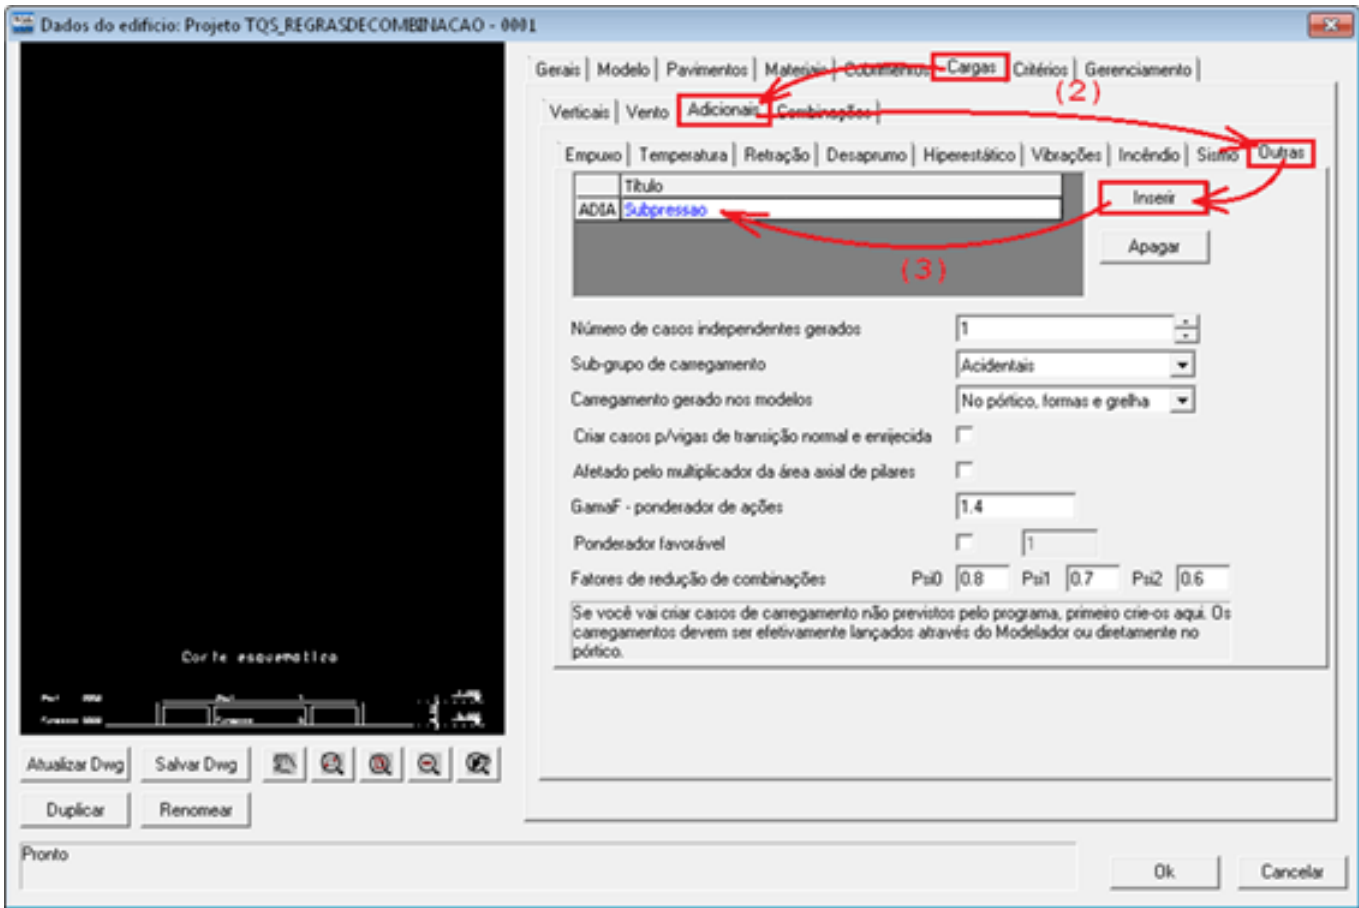 Dados do edificio: Projeto TQS_REGRASDECOMBINACAO - 0001
Gerais Modelo Pavimentos Materiais Cobrimentos Cargas Critérios Gerenciamento
(2)
Verticais Vento Adicionais Combinações
Empuxo Temperatura Retração Desaprumo Hiperestático Vibrações Incêndio Sismo Outras
Título
ADIA Subpressao
Inserir
Apagar
(3)
Número de casos independentes gerados 1
Sub-grupo de carregamento Acidentais
Carregamento gerado nos modelos No pórtico, formas e grelha
Criar casos p/vigas de transição normal e enrijecida
Afetado pelo multiplicador da área axial de pilares
GamaF - ponderador de ações 1.4
Ponderador favorável 1
Fatores de redução de combinações Psi0 0.8 Psi1 0.7 Psi2 0.6
Se você vai criar casos de carregamento não previstos pelo programa, primeiro crie-os aqui. Os
carregamentos devem ser efetivamente lançados através do Modelador ou diretamente no
pórtico.
Corte esquematico
Atualizar Dwg Salvar Dwg
Duplicar Renomear
Pronto
Ok Cancelar